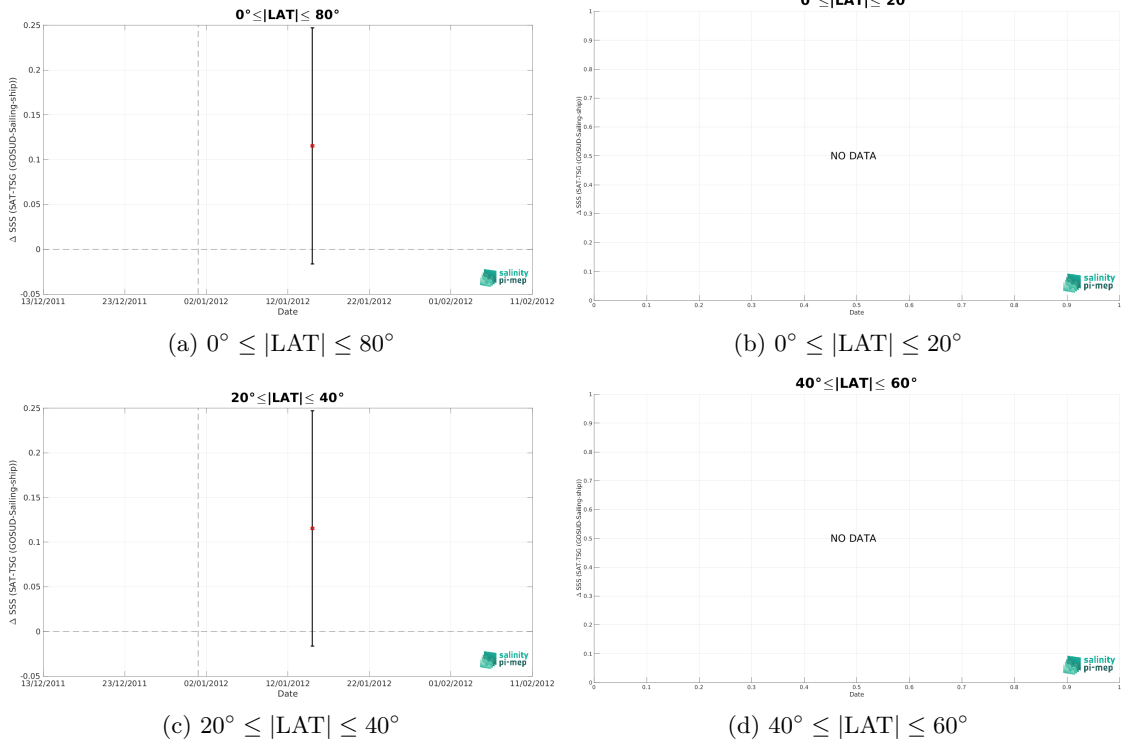 0°≤|LAT|≤ 80°
0.25
0.2
0.15
0.1
0.05
0
-0.05
Δ SSS (SAT-TSG (GOSUD-Sailing-ship))
13/12/2011 23/12/2011 02/01/2012 12/01/2012 22/01/2012 01/02/2012 11/02/2012
Date
salinity
pi-mep
(a) 0° ≤ |LAT| ≤ 80°
0°≤|LAT|≤ 20°
1
0.9
0.8
0.7
0.6
0.5
0.4
0.3
0.2
0.1
0
Δ SSS (SAT-TSG (GOSUD-Sailing-ship))
NO DATA
0 0.1 0.2 0.3 0.4 0.5 0.6 0.7 0.8 0.9 1
Date
salinity
pi-mep
(b) 0° ≤ |LAT| ≤ 20°
20°≤|LAT|≤ 40°
0.25
0.2
0.15
0.1
0.05
0
-0.05
Δ SSS (SAT-TSG (GOSUD-Sailing-ship))
13/12/2011 23/12/2011 02/01/2012 12/01/2012 22/01/2012 01/02/2012 11/02/2012
Date
salinity
pi-mep
(c) 20° ≤ |LAT| ≤ 40°
40°≤|LAT|≤ 60°
1
0.9
0.8
0.7
0.6
0.5
0.4
0.3
0.2
0.1
0
Δ SSS (SAT-TSG (GOSUD-Sailing-ship))
NO DATA
0 0.1 0.2 0.3 0.4 0.5 0.6 0.7 0.8 0.9 1
Date
salinity
pi-mep
(d) 40° ≤ |LAT| ≤ 60°